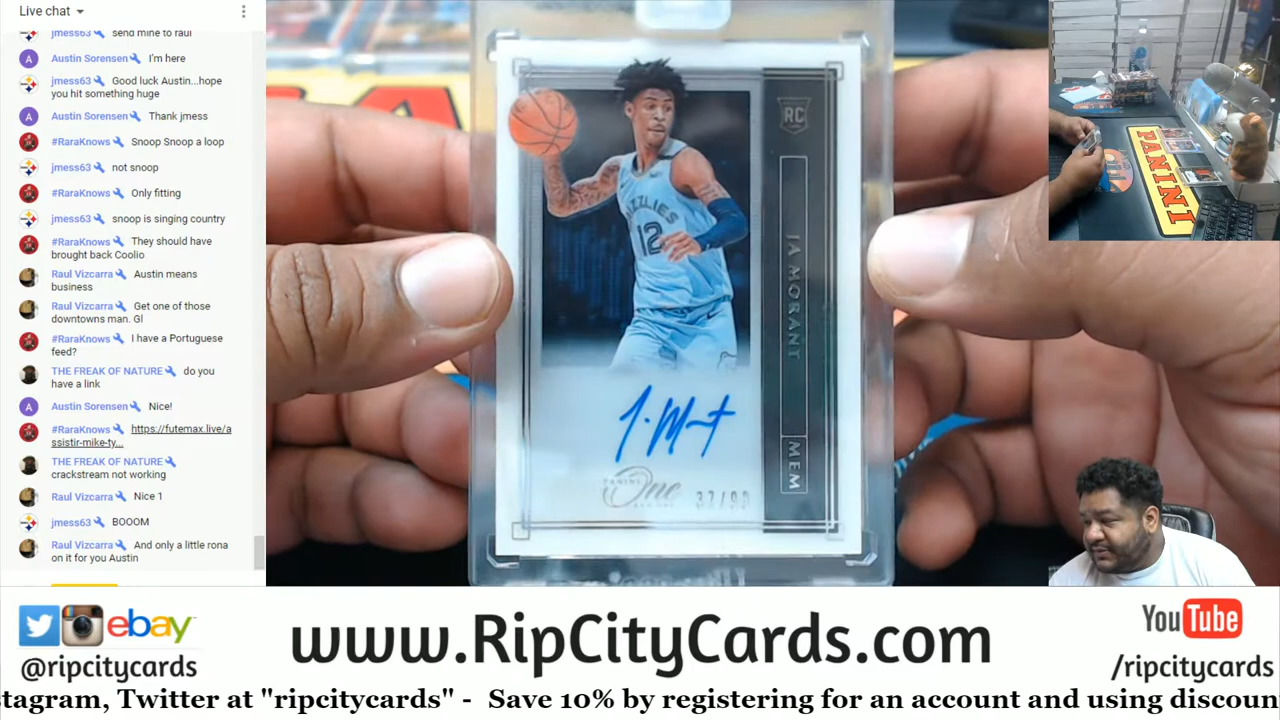 Live chat
jmess63 send mine to raul
Austin Sorensen I'm here
jmess63 Good luck Austin...hope
you hit something huge
Austin Sorensen Thank jmess
#RaraKnows Snoop Snoop a loop
jmess63 not snoop
#RaraKnows Only fitting
jmess63 snoop is singing country
#RaraKnows They should have
brought back Coolio
Raul Vizcarra Austin means
business
Raul Vizcarra Get one of those
downtowns man. Gl
#RaraKnows I have a Portuguese
feed?
THE FREAK OF NATURE do you
have a link
Austin Sorensen Nice!
#RaraKnows https://futemax.live/a
ssistir-mike-ty...
THE FREAK OF NATURE
crackstream not working
Raul Vizcarra Nice 1
jmess63 BOOOM
Raul Vizcarra And only a little rona
on it for you Austin
RC
JA MORANT
MEM
RIZZLIES
12
PANINI
One
37/99
PANINI
ebay
@ripcitycards
www.RipCityCards.com
YouTube
/ripcitycards
stagram, Twitter at "ripcitycards" - Save 10% by registering for an account and using discoun